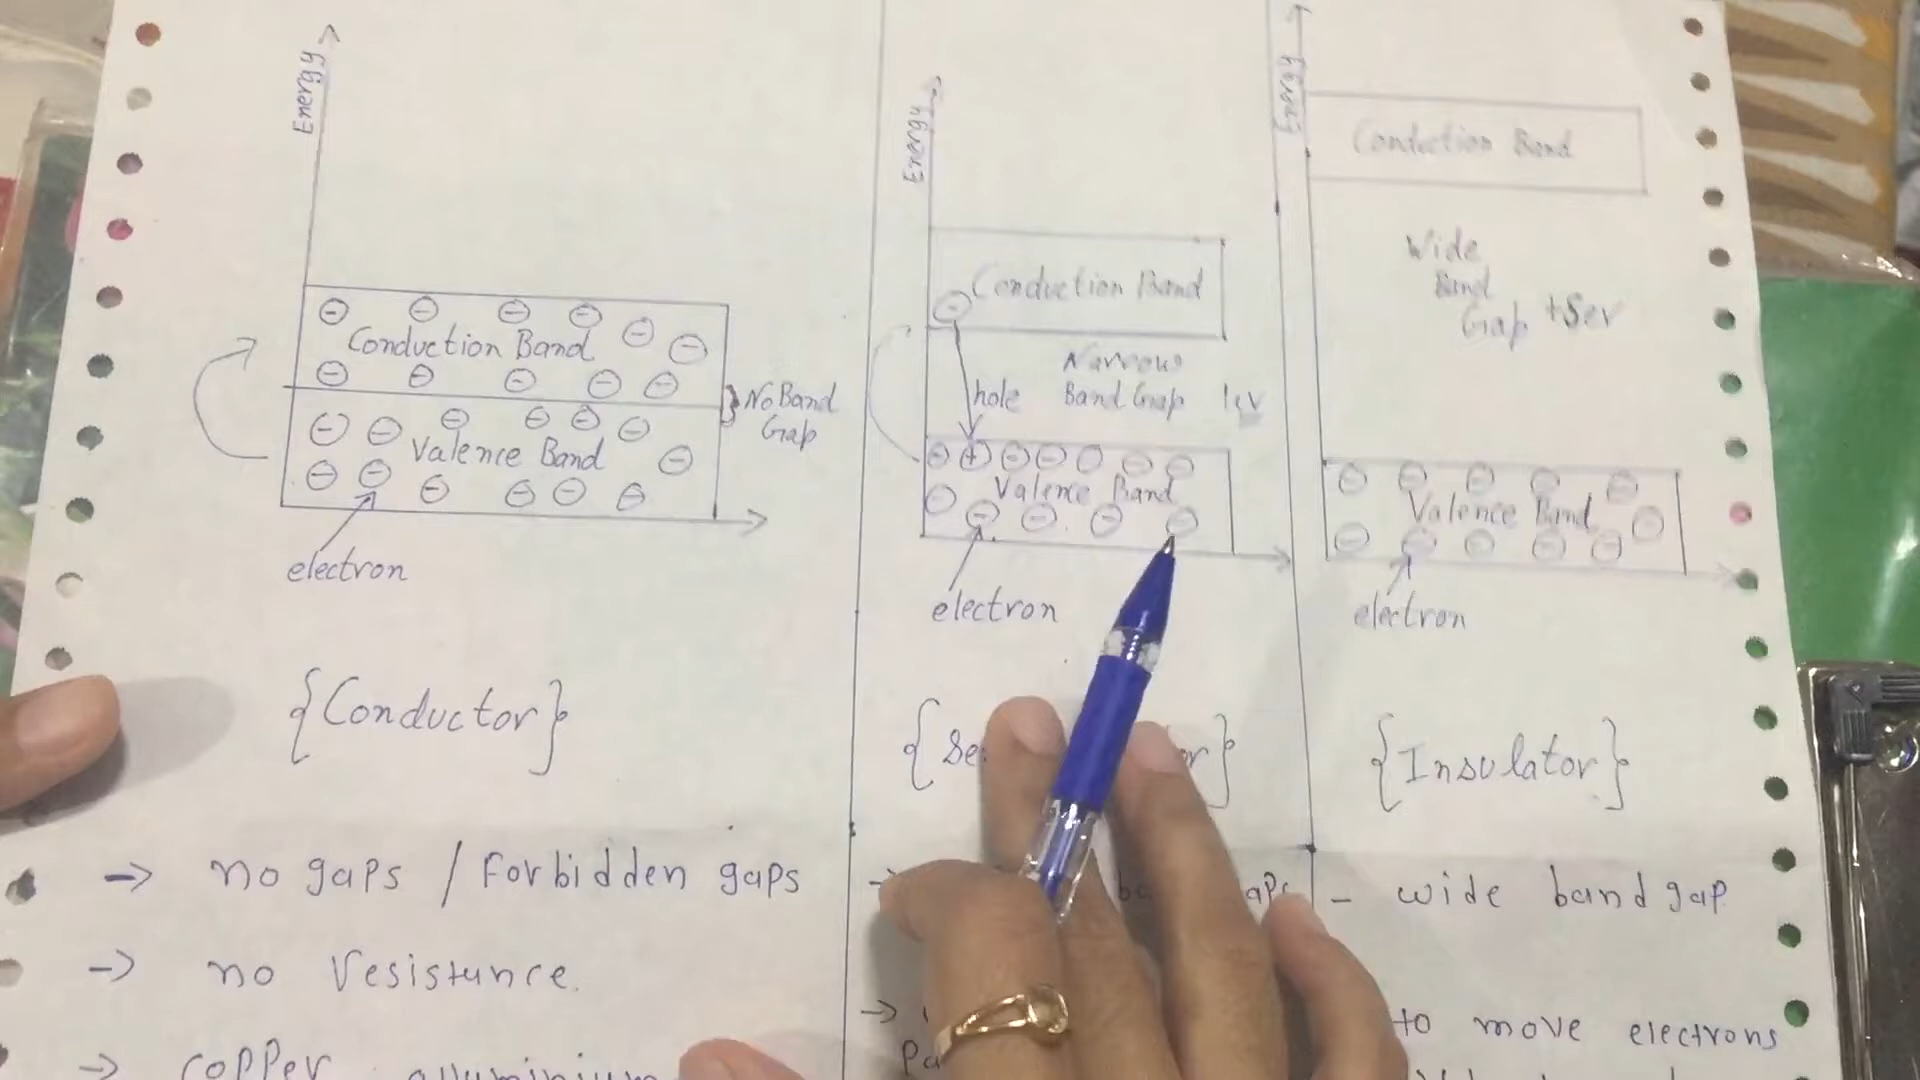 Energy
Conduction Band
Valence Band
No Band
Gap
electron
{Conductor}
→ no gaps / Forbidden gaps
→ no resistance.
→ copper
Energy
Conduction Band
hole
Narrous
Band Gap 1ev
Valence Band
electron
Energy
Conduction Band
Wide
Band
Gap +5ev
Valence Band
electron
{Insulator}
- wide band gap
to move electrons